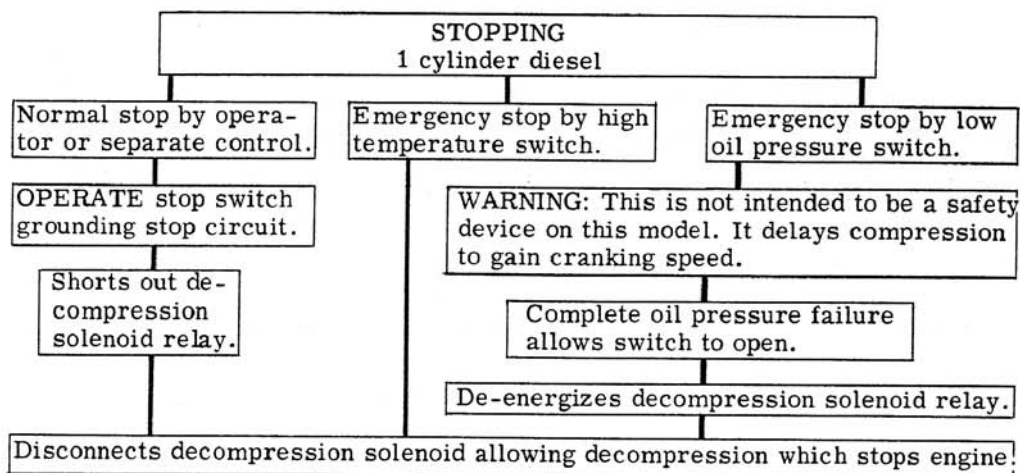 STOPPING
1 cylinder diesel
Normal stop by opera-
tor or separate control.
Emergency stop by high
temperature switch.
Emergency stop by low
oil pressure switch.
OPERATE stop switch
grounding stop circuit.
WARNING: This is not intended to be a safety
device on this model. It delays compression
to gain cranking speed.
Shorts out de-
compression
solenoid relay.
Complete oil pressure failure
allows switch to open.
De-energizes decompression solenoid relay.
Disconnects decompression solenoid allowing decompression which stops engine.